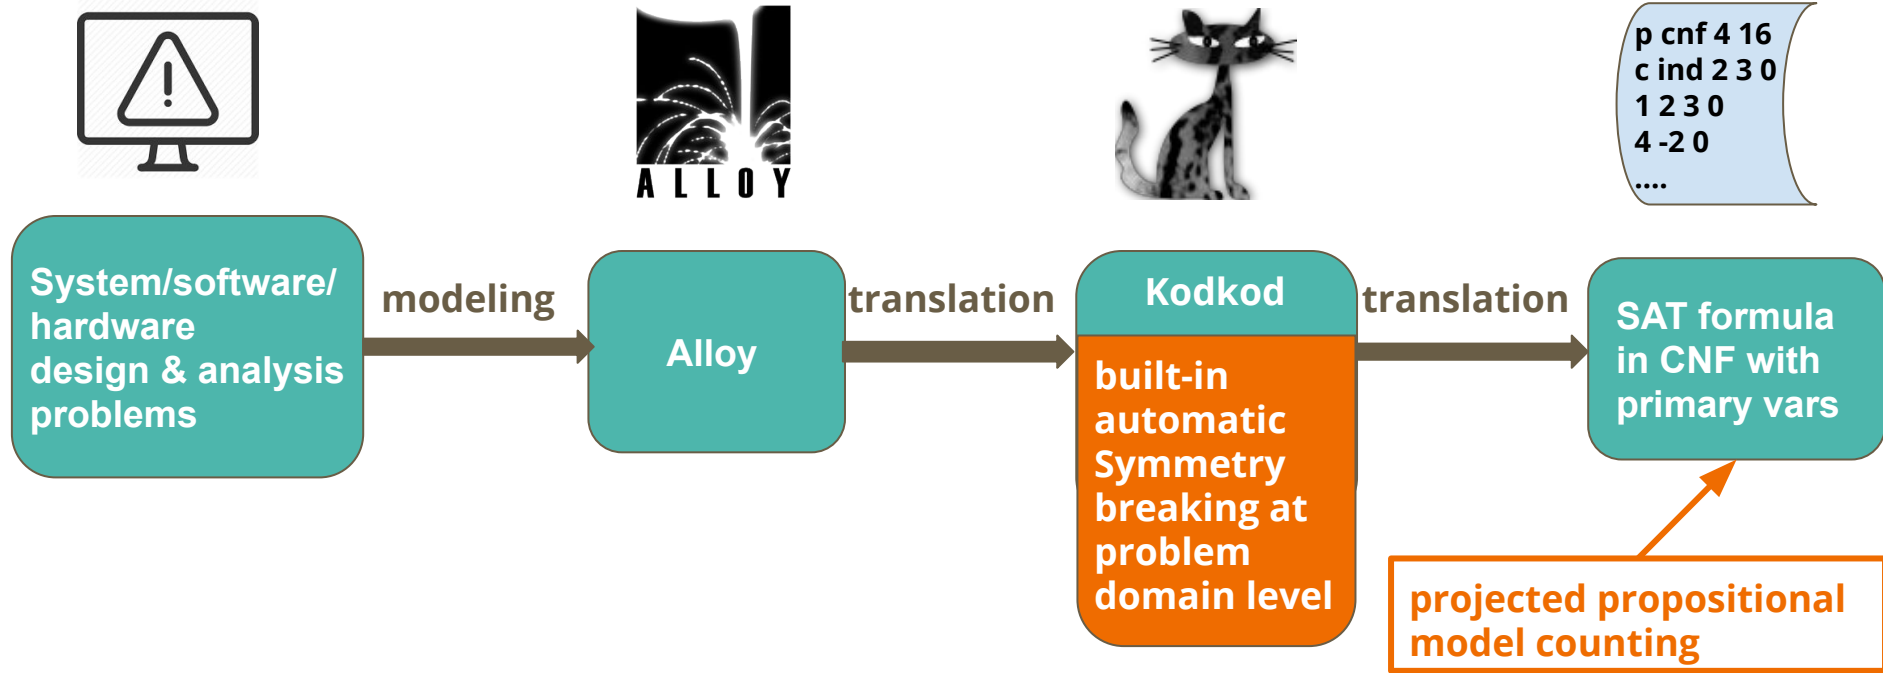 ALLOY
p cnf 4 16
c ind 2 3 0
1 2 3 0
4 -2 0
....
System/software/
hardware
design & analysis
problems
modeling
Alloy
translation
Kodkod
built-in
automatic
Symmetry
breaking at
problem
domain level
translation
SAT formula
in CNF with
primary vars
projected propositional
model counting